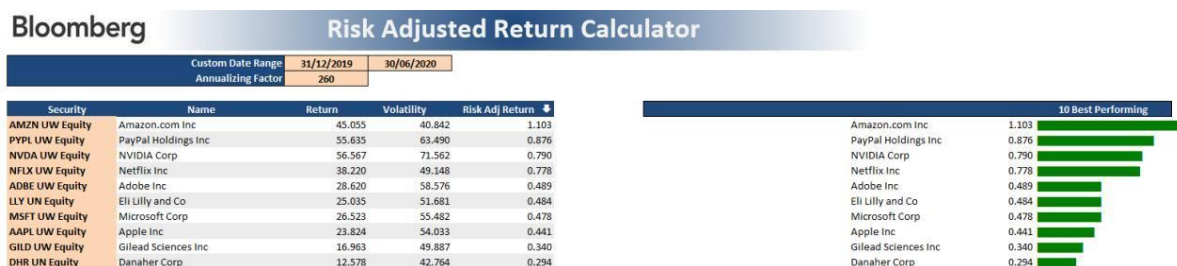 Bloomberg Risk Adjusted Return Calculator
Custom Date Range 31/12/2019 30/06/2020
Annualizing Factor 260
Security Name Return Volatility Risk Adj Return 10 Best Performing
AMZN UW Equity Amazon.com Inc 45.055 40.842 1.103 Amazon.com Inc 1.103
PYPL UW Equity PayPal Holdings Inc 55.635 63.490 0.876 PayPal Holdings Inc 0.876
NVDA UW Equity NVIDIA Corp 56.567 71.562 0.790 NVIDIA Corp 0.790
NFLX UW Equity Netflix Inc 38.220 49.148 0.778 Netflix Inc 0.778
ADBE UW Equity Adobe Inc 28.620 58.576 0.489 Adobe Inc 0.489
LLY UN Equity Eli Lilly and Co 25.035 51.681 0.484 Eli Lilly and Co 0.484
MSFT UW Equity Microsoft Corp 26.523 55.482 0.478 Microsoft Corp 0.478
AAPL UW Equity Apple Inc 23.824 54.033 0.441 Apple Inc 0.441
GILD UW Equity Gilead Sciences Inc 16.963 49.887 0.340 Gilead Sciences Inc 0.340
DHR UN Equity Danaher Corp 12.578 42.764 0.294 Danaher Corp 0.294